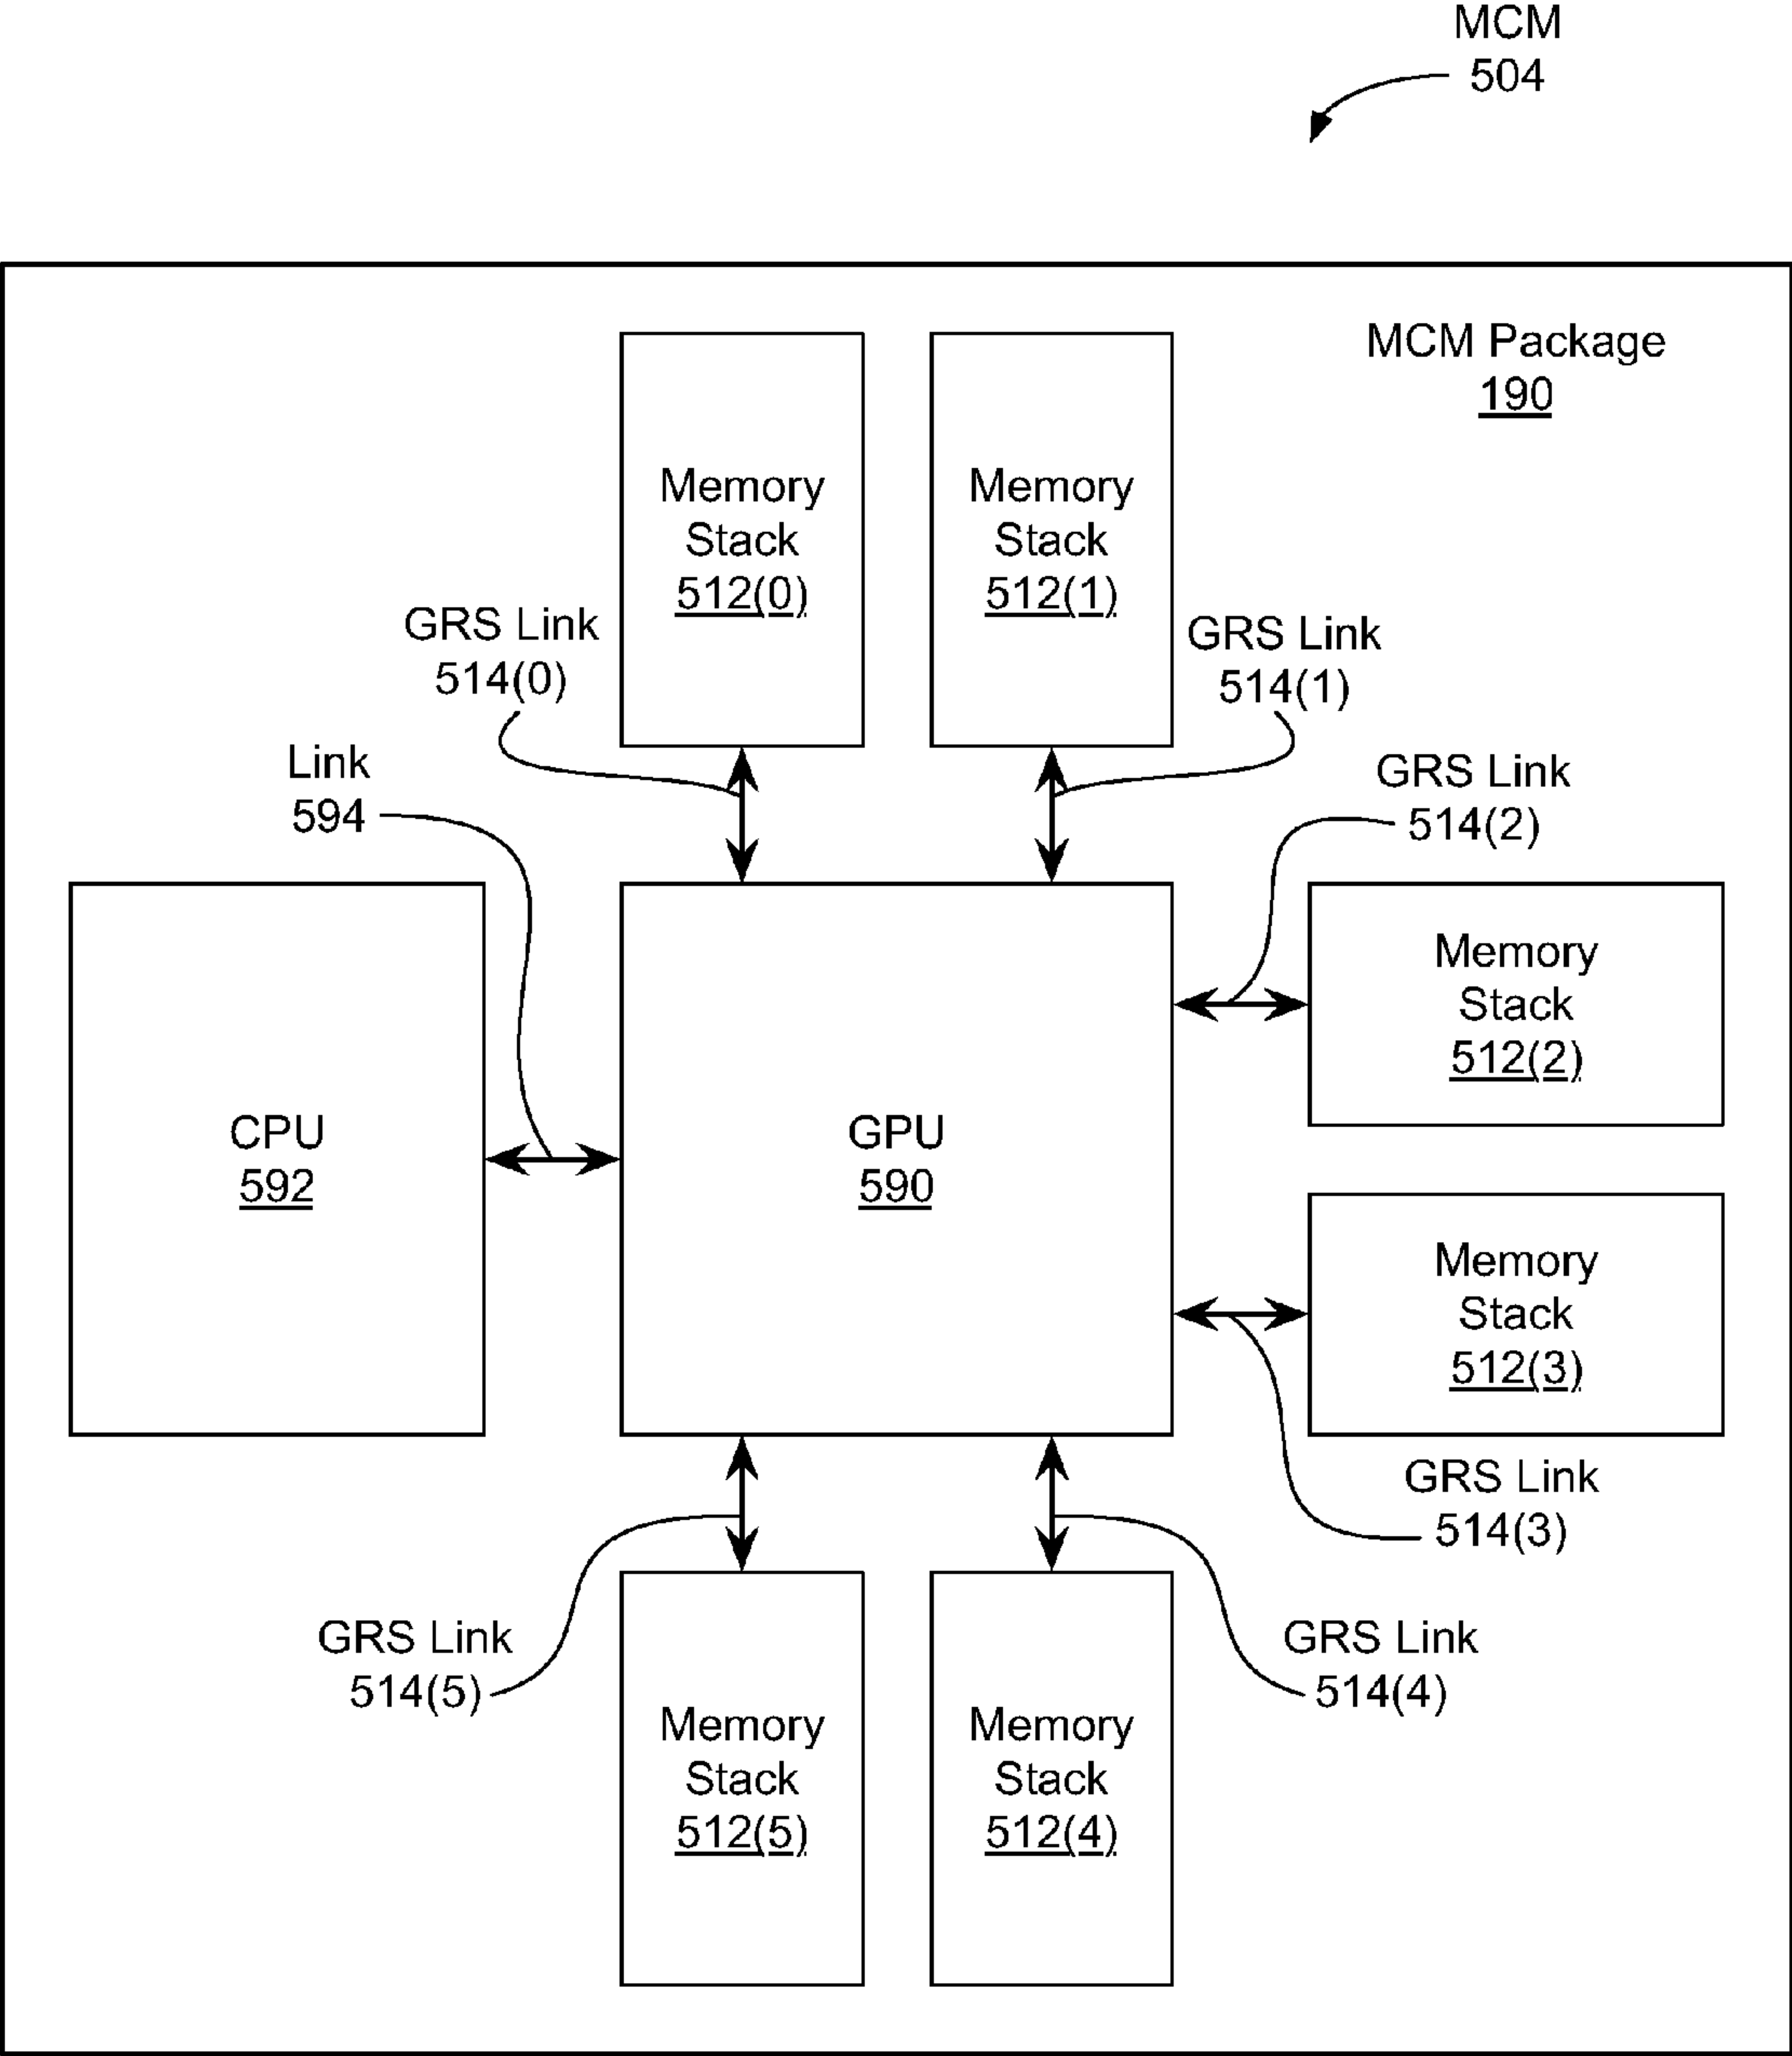 MCM
504
MCM Package
190
Memory
Stack
512(0)
Memory
Stack
512(1)
GRS Link
514(0)
GRS Link
514(1)
Link
594
GRS Link
514(2)
Memory
Stack
512(2)
CPU
592
GPU
590
Memory
Stack
512(3)
GRS Link
514(3)
GRS Link
514(5)
GRS Link
514(4)
Memory
Stack
512(5)
Memory
Stack
512(4)